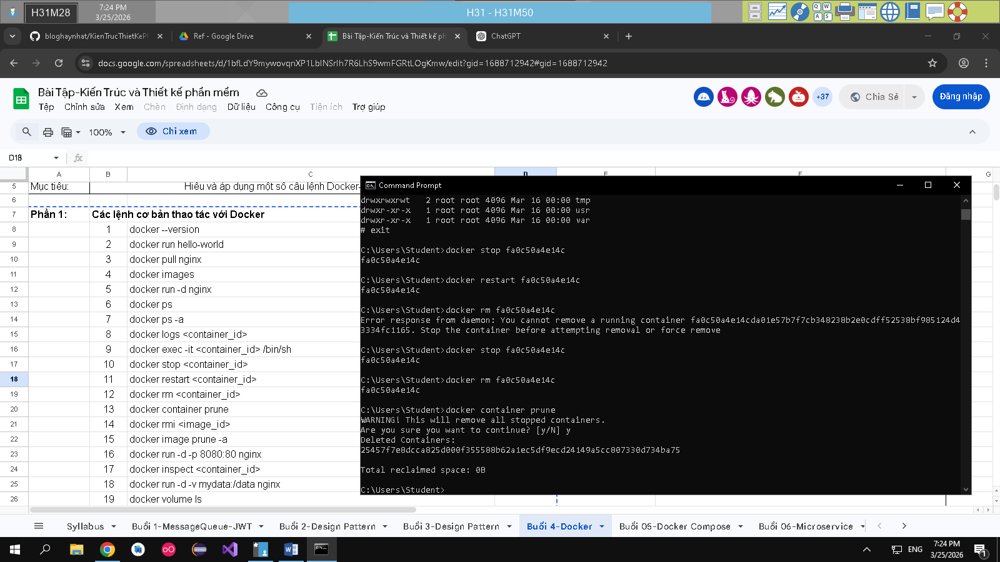 H31M28
7:24 PM
3/25/2026
H31 - H31M50
bloghaynhat/KienTrucThietKeP
Ref - Google Drive
Bài Tập-Kiến Trúc và Thiết kế ph
ChatGPT
docs.google.com/spreadsheets/d/1bfLdY9mywovqnXP1LbINSrIh7R6LhS9wmFGRtLOgKmw/edit?gid=1688712942#gid=1688712942
Bài Tập-Kiến Trúc và Thiết kế phần mềm
Tệp Chỉnh sửa Xem Chèn Định dạng Dữ liệu Công cụ Tiện ích Trợ giúp
+37
Chia Sẻ
Đăng nhập
100%
Chỉ xem
D18
fx
A B C D E F G
5 Mục tiêu: Hiểu và áp dụng một số câu lệnh Docker-
6
7 Phần 1: Các lệnh cơ bản thao tác với Docker
8 1 docker --version
9 2 docker run hello-world
10 3 docker pull nginx
11 4 docker images
12 5 docker run -d nginx
13 6 docker ps
14 7 docker ps -a
15 8 docker logs <container_id>
16 9 docker exec -it <container_id> /bin/sh
17 10 docker stop <container_id>
18 11 docker restart <container_id>
19 12 docker rm <container_id>
20 13 docker container prune
21 14 docker rmi <image_id>
22 15 docker image prune -a
23 16 docker run -d -p 8080:80 nginx
24 17 docker inspect <container_id>
25 18 docker run -d -v mydata:/data nginx
26 19 docker volume ls
Command Prompt
drwxrwxrwt 2 root root 4096 Mar 16 00:00 tmp
drwxr-xr-x 1 root root 4096 Mar 16 00:00 usr
drwxr-xr-x 1 root root 4096 Mar 16 00:00 var
# exit
C:\Users\Student>docker stop fa0c50a4e14c
fa0c50a4e14c
C:\Users\Student>docker restart fa0c50a4e14c
fa0c50a4e14c
C:\Users\Student>docker rm fa0c50a4e14c
Error response from daemon: You cannot remove a running container fa0c50a4e14cda01e57b7f7cb348238b2e0cdff52538bf985124d4
3334fc1165. Stop the container before attempting removal or force remove
C:\Users\Student>docker stop fa0c50a4e14c
fa0c50a4e14c
C:\Users\Student>docker rm fa0c50a4e14c
fa0c50a4e14c
C:\Users\Student>docker container prune
WARNING! This will remove all stopped containers.
Are you sure you want to continue? [y/N] y
Deleted Containers:
25457f7e8dcca825d000f355588b62a1ec5df9ecd24149a5cc807330d734ba75
Total reclaimed space: 0B
C:\Users\Student>
Syllabus
Buổi 1-MessageQueue-JWT
Buổi 2-Design Pattern
Buổi 3-Design Pattern
Buổi 4-Docker
Buổi 05-Docker Compose
Buổi 06-Microservice
ENG
7:24 PM
3/25/2026
1